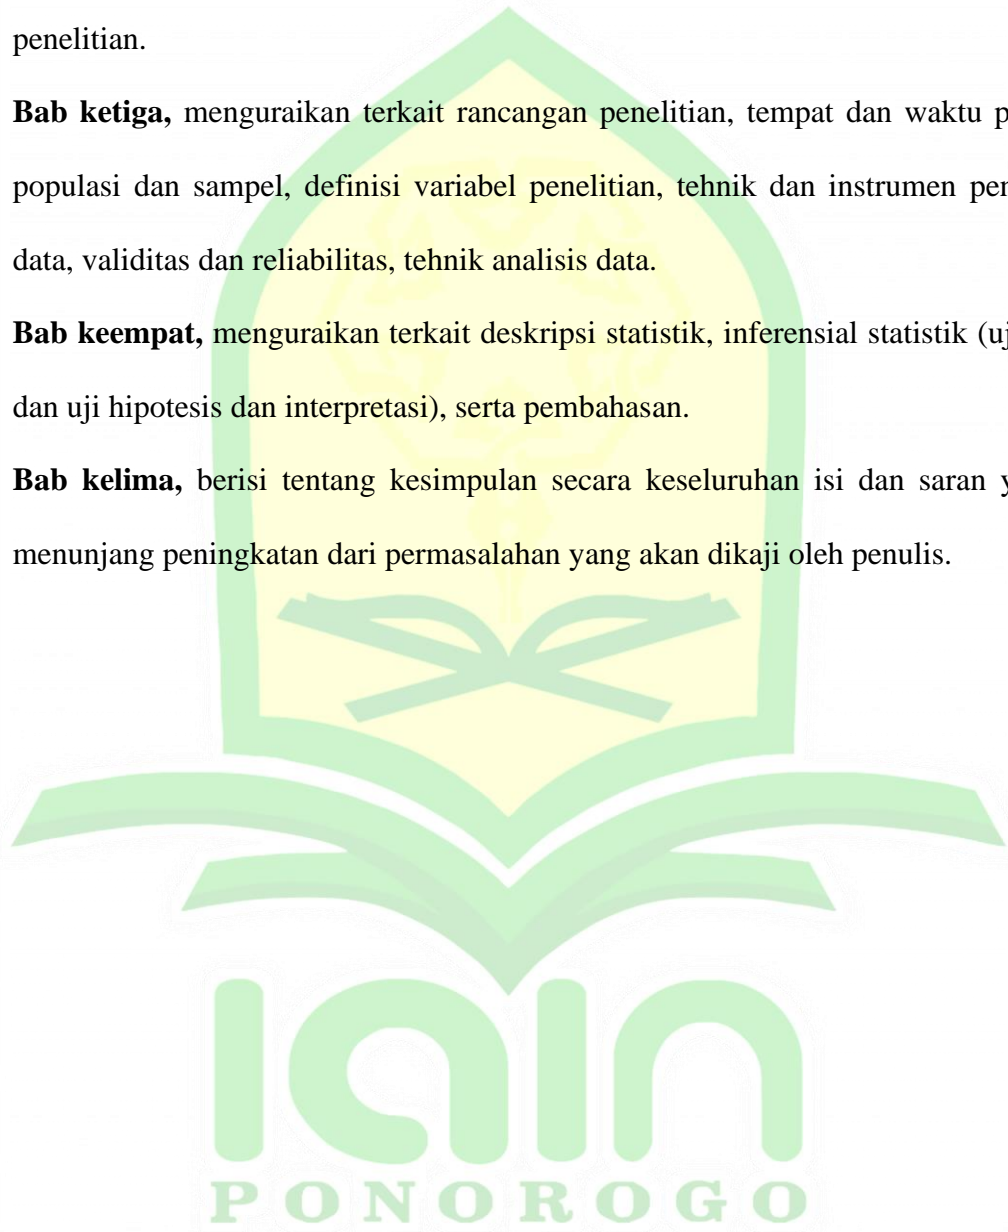 penelitian.
Bab ketiga, menguraikan terkait rancangan penelitian, tempat dan waktu
populasi dan sampel, definisi variabel penelitian, tehnik dan instrumen
data, validitas dan reliabilitas, tehnik analisis data.
Bab keempat, menguraikan terkait deskripsi statistik, inferensial statistik
dan uji hipotesis dan interpretasi), serta pembahasan.
Bab kelima, berisi tentang kesimpulan secara keseluruhan isi dan saran
menunjang peningkatan dari permasalahan yang akan dikaji oleh penulis.
iain
PONOROGO